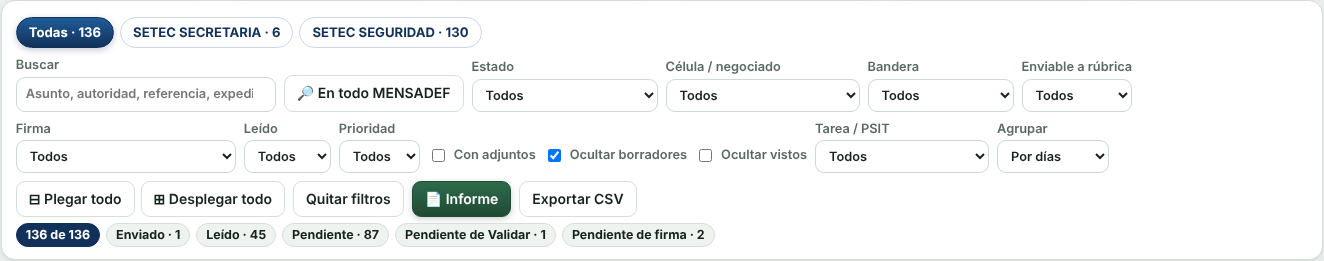 Todas · 136 SETEC SECRETARIA · 6 SETEC SEGURIDAD · 130
Buscar Estado Célula / negociado Bandera Enviable a rúbrica
Asunto, autoridad, referencia, expedi 🔎 En todo MENSADEF Todos Todos Todos Todos
Firma Leído Prioridad Tarea / PSIT Agrupar
Todos Todos Todos Con adjuntos Ocultar borradores Ocultar vistos Todos Por días
⊟ Plegar todo ⊞ Desplegar todo Quitar filtros 📄 Informe Exportar CSV
136 de 136 Enviado · 1 Leído · 45 Pendiente · 87 Pendiente de Validar · 1 Pendiente de firma · 2